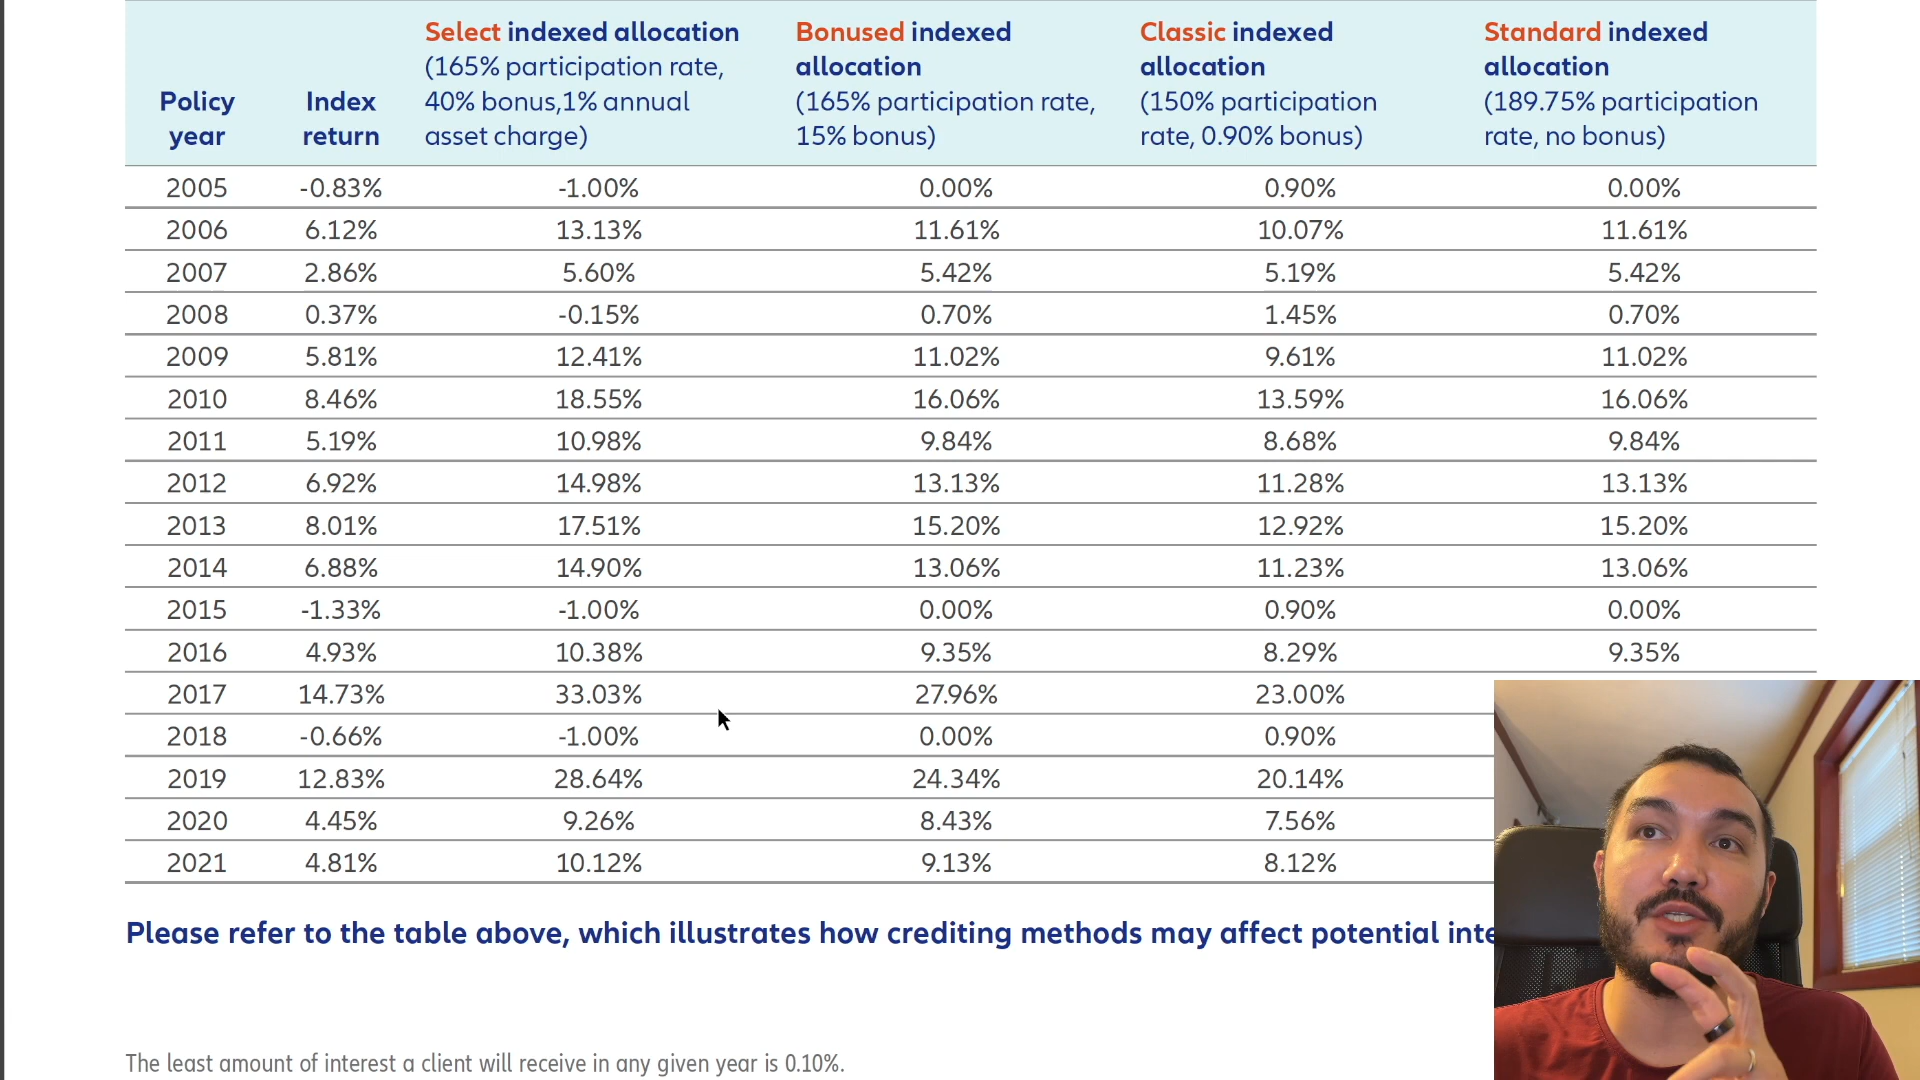 Policy year
Index return
Select indexed allocation
(165% participation rate,
40% bonus,1% annual
asset charge)
Bonused indexed
allocation
(165% participation rate,
15% bonus)
Classic indexed
allocation
(150% participation
rate, 0.90% bonus)
Standard indexed
allocation
(189.75% participation
rate, no bonus)
2005 -0.83% -1.00% 0.00% 0.90% 0.00%
2006 6.12% 13.13% 11.61% 10.07% 11.61%
2007 2.86% 5.60% 5.42% 5.19% 5.42%
2008 0.37% -0.15% 0.70% 1.45% 0.70%
2009 5.81% 12.41% 11.02% 9.61% 11.02%
2010 8.46% 18.55% 16.06% 13.59% 16.06%
2011 5.19% 10.98% 9.84% 8.68% 9.84%
2012 6.92% 14.98% 13.13% 11.28% 13.13%
2013 8.01% 17.51% 15.20% 12.92% 15.20%
2014 6.88% 14.90% 13.06% 11.23% 13.06%
2015 -1.33% -1.00% 0.00% 0.90% 0.00%
2016 4.93% 10.38% 9.35% 8.29% 9.35%
2017 14.73% 33.03% 27.96% 23.00%
2018 -0.66% -1.00% 0.00% 0.90%
2019 12.83% 28.64% 24.34% 20.14%
2020 4.45% 9.26% 8.43% 7.56%
2021 4.81% 10.12% 9.13% 8.12%
Please refer to the table above, which illustrates how crediting methods may affect potential inte
The least amount of interest a client will receive in any given year is 0.10%.